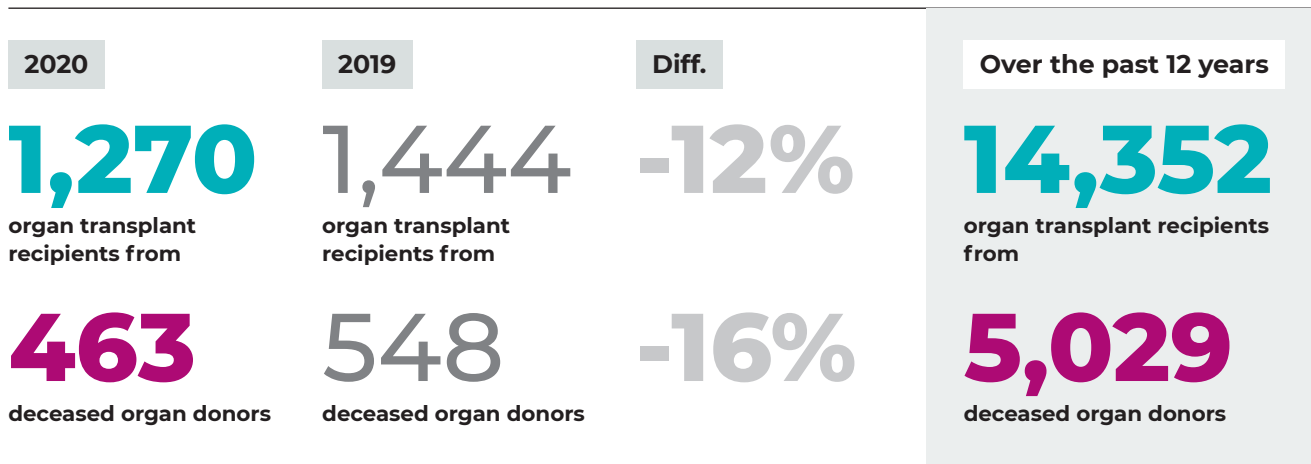 2020
2019
Diff.
Over the past 12 years
1,270
1,444
-12%
14,352
organ transplant
recipients from
organ transplant
recipients from
organ transplant recipients
from
463
548
-16%
5,029
deceased organ donors
deceased organ donors
deceased organ donors